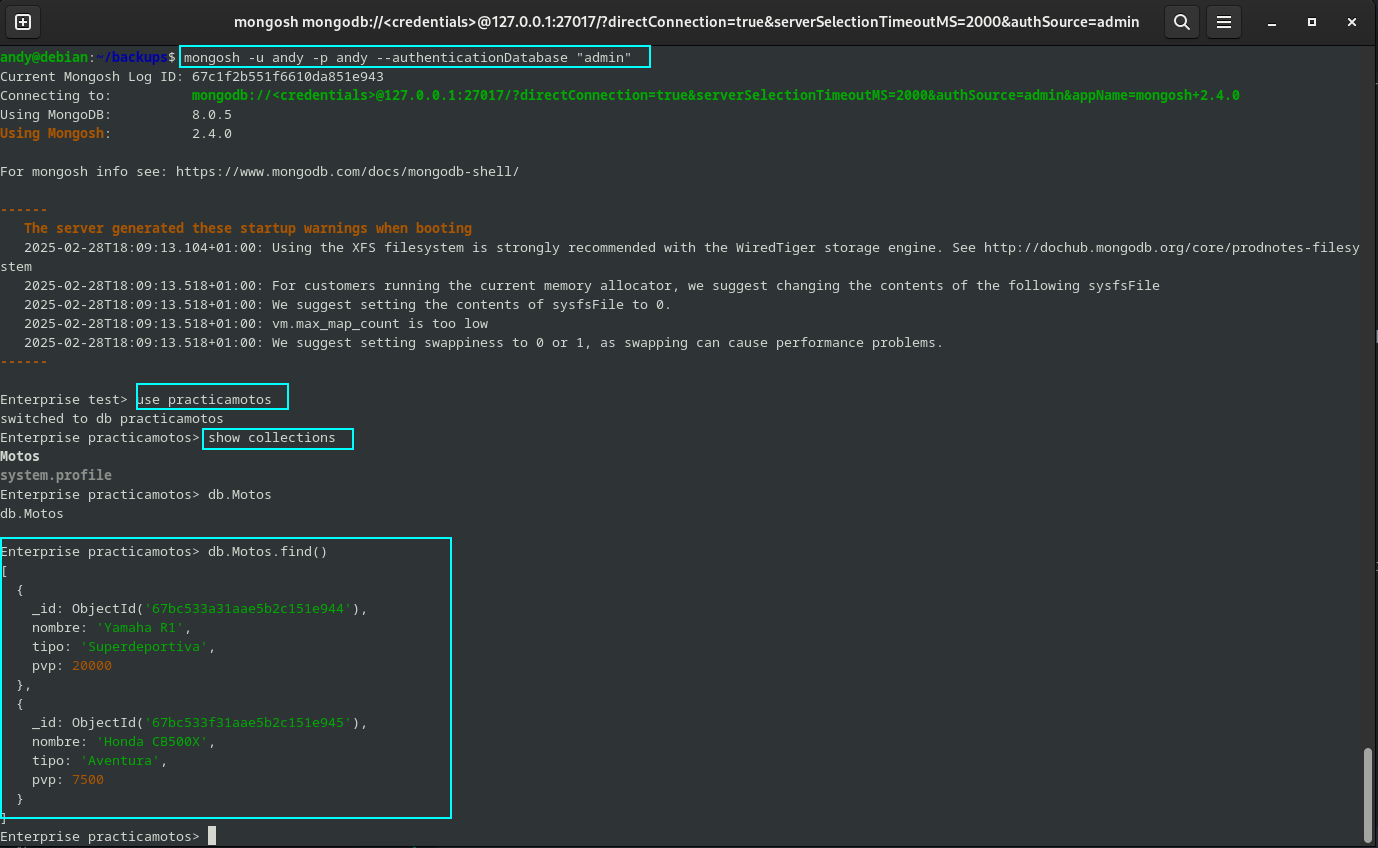 mongosh mongodb://<credentials>@127.0.0.1:27017/?directConnection=true&serverSelectionTimeoutMS=2000&authSource=admin
andy@debian:~/backups$ mongosh -u andy -p andy --authenticationDatabase "admin"
Current Mongosh Log ID: 67c1f2b551f6610da851e943
Connecting to:          mongodb://<credentials>@127.0.0.1:27017/?directConnection=true&serverSelectionTimeoutMS=2000&authSource=admin&appName=mongosh+2.4.0
Using MongoDB:          8.0.5
Using Mongosh:          2.4.0
For mongosh info see: https://www.mongodb.com/docs/mongodb-shell/
------
   The server generated these startup warnings when booting
   2025-02-28T18:09:13.104+01:00: Using the XFS filesystem is strongly recommended with the WiredTiger storage engine. See http://dochub.mongodb.org/core/prodnotes-filesy
stem
   2025-02-28T18:09:13.518+01:00: For customers running the current memory allocator, we suggest changing the contents of the following sysfsFile
   2025-02-28T18:09:13.518+01:00: We suggest setting the contents of sysfsFile to 0.
   2025-02-28T18:09:13.518+01:00: vm.max_map_count is too low
   2025-02-28T18:09:13.518+01:00: We suggest setting swappiness to 0 or 1, as swapping can cause performance problems.
------
Enterprise test> use practicamotos
switched to db practicamotos
Enterprise practicamotos> show collections
Motos
system.profile
Enterprise practicamotos> db.Motos
db.Motos
Enterprise practicamotos> db.Motos.find()
[
  {
    _id: ObjectId('67bc533a31aae5b2c151e944'),
    nombre: 'Yamaha R1',
    tipo: 'Superdeportiva',
    pvp: 20000
  },
  {
    _id: ObjectId('67bc533f31aae5b2c151e945'),
    nombre: 'Honda CB500X',
    tipo: 'Aventura',
    pvp: 7500
  }
]
Enterprise practicamotos>